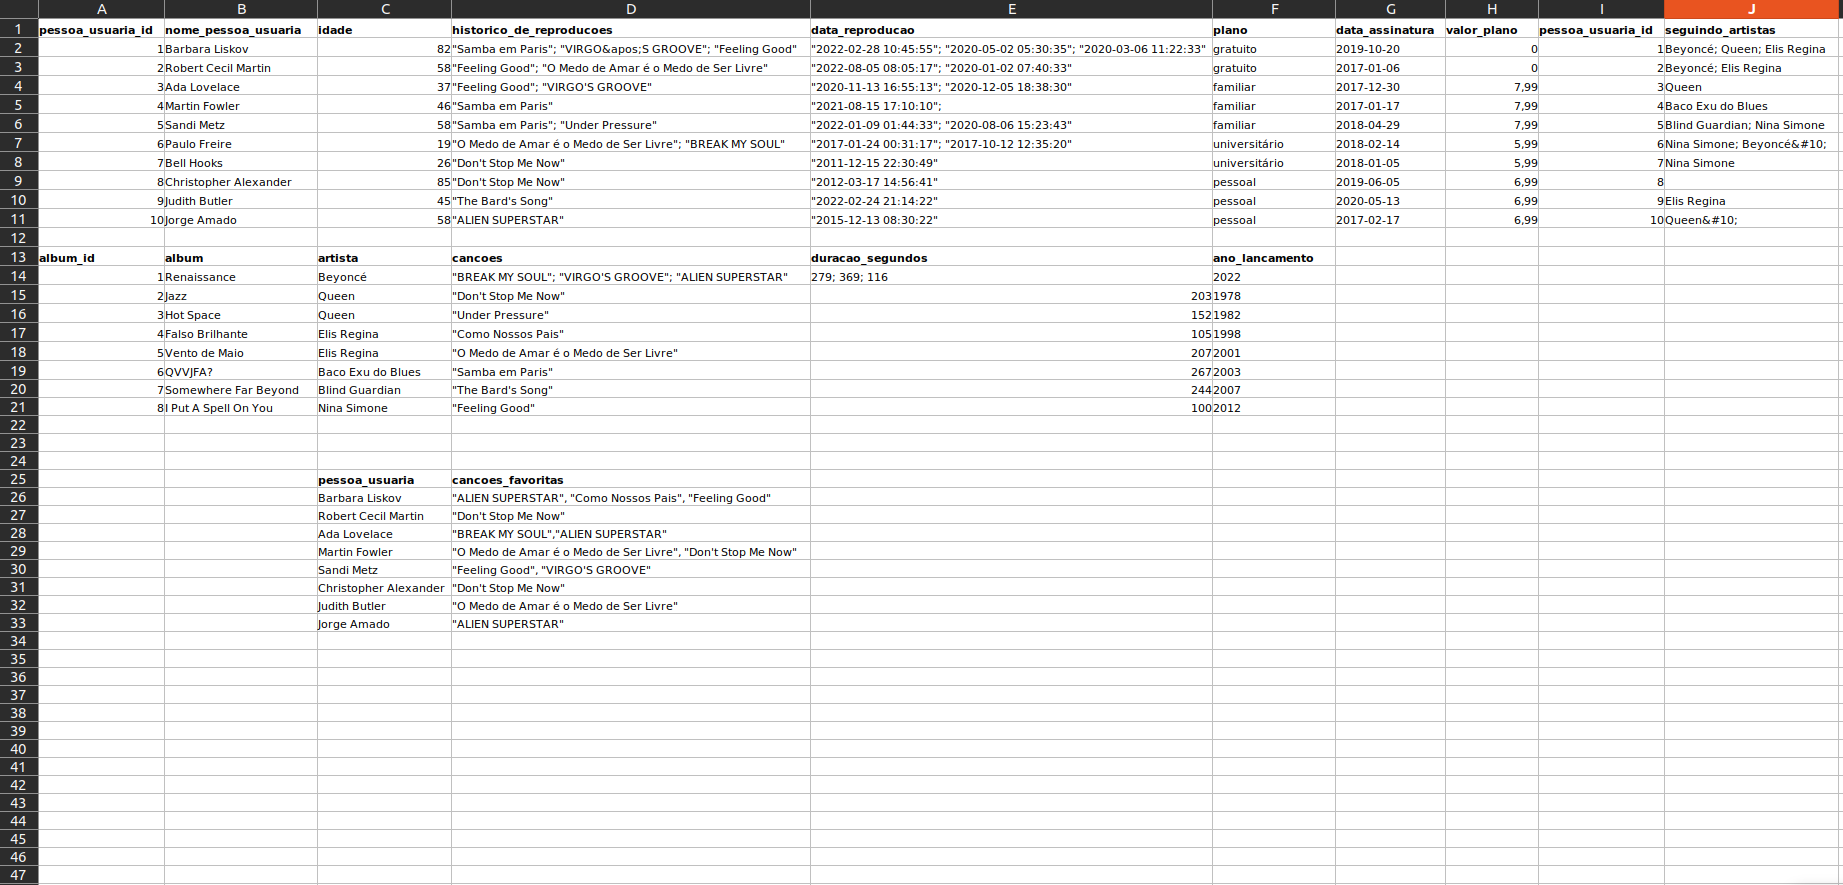 A B C D E F G H I J
1 pessoa_usuaria_id nome_pessoa_usuaria idade historico_de_reproducoes data_reproducao plano data_assinatura valor_plano pessoa_usuaria_id seguindo_artistas
2 1 Barbara Liskov 82 "Samba em Paris"; "VIRGO&apos;S GROOVE"; "Feeling Good" "2022-02-28 10:45:55"; "2020-05-02 05:30:35"; "2020-03-06 11:22:33" gratuito 2019-10-20 0 1 Beyoncé; Queen; Elis Regina
3 2 Robert Cecil Martin 58 "Feeling Good"; "O Medo de Amar é o Medo de Ser Livre" "2022-08-05 08:05:17"; "2020-01-02 07:40:33" gratuito 2017-01-06 0 2 Beyoncé; Elis Regina
4 3 Ada Lovelace 37 "Feeling Good"; "VIRGO'S GROOVE" "2020-11-13 16:55:13"; "2020-12-05 18:38:30" familiar 2017-12-30 7,99 3 Queen
5 4 Martin Fowler 46 "Samba em Paris" "2021-08-15 17:10:10"; familiar 2017-01-17 7,99 4 Baco Exu do Blues
6 5 Sandi Metz 58 "Samba em Paris"; "Under Pressure" "2022-01-09 01:44:33"; "2020-08-06 15:23:43" familiar 2018-04-29 7,99 5 Blind Guardian; Nina Simone
7 6 Paulo Freire 19 "O Medo de Amar é o Medo de Ser Livre"; "BREAK MY SOUL" "2017-01-24 00:31:17"; "2017-10-12 12:35:20" universitário 2018-02-14 5,99 6 Nina Simone; Beyoncé&#10;
8 7 Bell Hooks 26 "Don't Stop Me Now" "2011-12-15 22:30:49" universitário 2018-01-05 5,99 7 Nina Simone
9 8 Christopher Alexander 85 "Don't Stop Me Now" "2012-03-17 14:56:41" pessoal 2019-06-05 6,99 8
10 9 Judith Butler 45 "The Bard's Song" "2022-02-24 21:14:22" pessoal 2020-05-13 6,99 9 Elis Regina
11 10 Jorge Amado 58 "ALIEN SUPERSTAR" "2015-12-13 08:30:22" pessoal 2017-02-17 6,99 10 Queen&#10;
12
13 album_id album artista cancoes duracao_segundos ano_lancamento
14 1 Renaissance Beyoncé "BREAK MY SOUL"; "VIRGO'S GROOVE"; "ALIEN SUPERSTAR" 279; 369; 116 2022
15 2 Jazz Queen "Don't Stop Me Now" 203 1978
16 3 Hot Space Queen "Under Pressure" 152 1982
17 4 Falso Brilhante Elis Regina "Como Nossos Pais" 105 1998
18 5 Vento de Maio Elis Regina "O Medo de Amar é o Medo de Ser Livre" 207 2001
19 6 QVVJFA? Baco Exu do Blues "Samba em Paris" 267 2003
20 7 Somewhere Far Beyond Blind Guardian "The Bard's Song" 244 2007
21 8 I Put A Spell On You Nina Simone "Feeling Good" 100 2012
22
23
24
25 pessoa_usuaria cancoes_favoritas
26 Barbara Liskov "ALIEN SUPERSTAR", "Como Nossos Pais", "Feeling Good"
27 Robert Cecil Martin "Don't Stop Me Now"
28 Ada Lovelace "BREAK MY SOUL","ALIEN SUPERSTAR"
29 Martin Fowler "O Medo de Amar é o Medo de Ser Livre", "Don't Stop Me Now"
30 Sandi Metz "Feeling Good", "VIRGO'S GROOVE"
31 Christopher Alexander "Don't Stop Me Now"
32 Judith Butler "O Medo de Amar é o Medo de Ser Livre"
33 Jorge Amado "ALIEN SUPERSTAR"
34
35
36
37
38
39
40
41
42
43
44
45
46
47